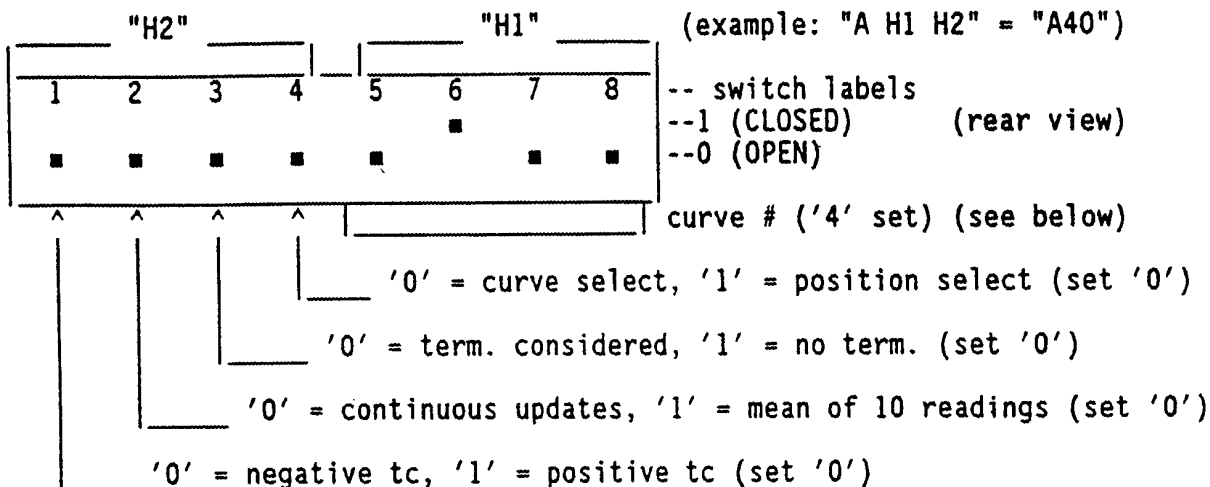 "H2" "H1" (example: "A H1 H2" = "A40")
1 2 3 4 5 6 7 8 -- switch labels
--1 (CLOSED) (rear view)
--0 (OPEN)
^ ^ ^ ^ curve # ('4' set) (see below)
'0' = curve select, '1' = position select (set '0')
'0' = term. considered, '1' = no term. (set '0')
'0' = continuous updates, '1' = mean of 10 readings (set '0')
'0' = negative tc, '1' = positive tc (set '0')